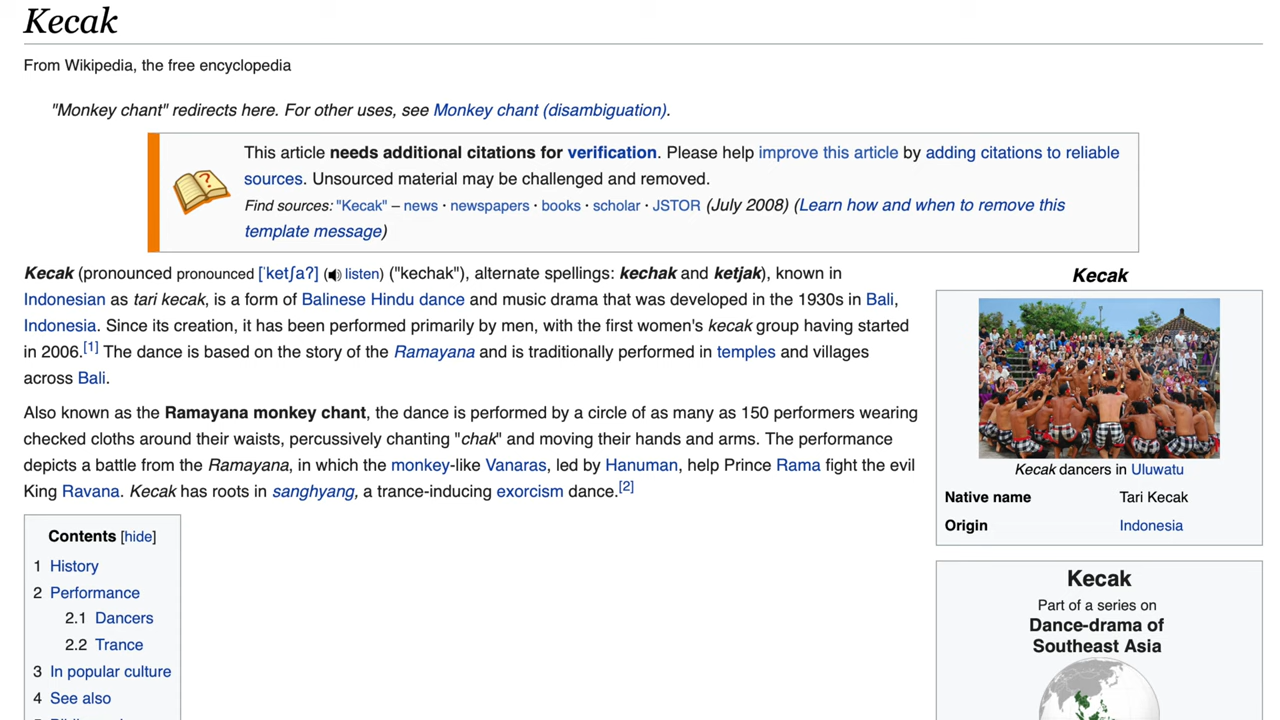 Kecak
From Wikipedia, the free encyclopedia
"Monkey chant" redirects here. For other uses, see Monkey chant (disambiguation).
This article needs additional citations for verification. Please help improve this article by adding citations to reliable
sources. Unsourced material may be challenged and removed.
Find sources: "Kecak" – news · newspapers · books · scholar · JSTOR (July 2008) (Learn how and when to remove this
template message)
Kecak (pronounced pronounced [ˈketʃaʔ] (listen) ("kechak"), alternate spellings: kechak and ketjak), known in
Indonesian as tari kecak, is a form of Balinese Hindu dance and music drama that was developed in the 1930s in Bali,
Indonesia. Since its creation, it has been performed primarily by men, with the first women's kecak group having started
in 2006.[1] The dance is based on the story of the Ramayana and is traditionally performed in temples and villages
across Bali.
Also known as the Ramayana monkey chant, the dance is performed by a circle of as many as 150 performers wearing
checked cloths around their waists, percussively chanting "chak" and moving their hands and arms. The performance
depicts a battle from the Ramayana, in which the monkey-like Vanaras, led by Hanuman, help Prince Rama fight the evil
King Ravana. Kecak has roots in sanghyang, a trance-inducing exorcism dance.[2]
Contents [hide]
1 History
2 Performance
2.1 Dancers
2.2 Trance
3 In popular culture
4 See also
Kecak
Kecak dancers in Uluwatu
Native name Tari Kecak
Origin Indonesia
Kecak
Part of a series on
Dance-drama of
Southeast Asia